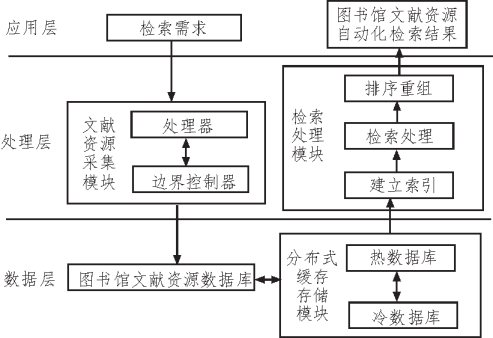 应用层
检索需求
图书馆文献资源
自动化检索结果
处理层
文献
资源
采集
模块
处理器
边界控制器
检索
处理
模块
排序重组
检索处理
建立索引
数据层
图书馆文献资源数据库
分布式
缓存
存储
模块
热数据库
冷数据库